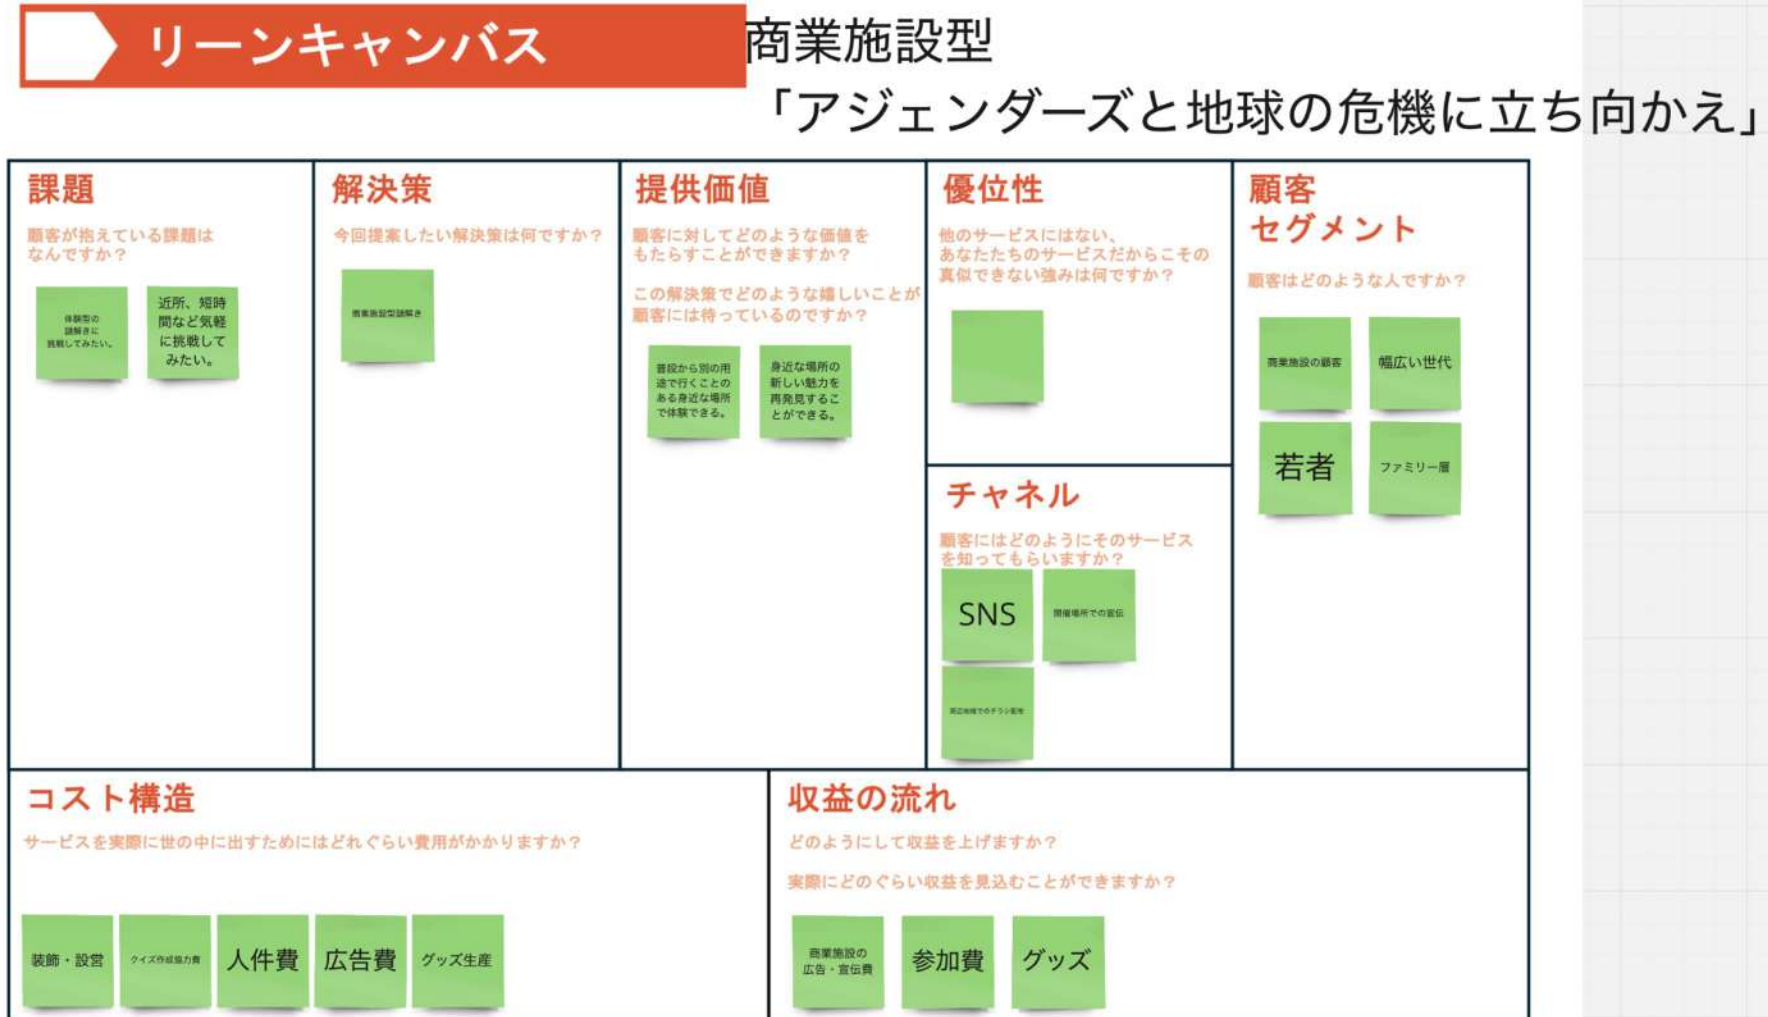 リーンキャンバス
商業施設型
「アジェンダーズと地球の危機に立ち向かえ」
課題
顧客が抱えている課題は
なんですか？
体験型の
謎解きに
挑戦してみたい。
近所、短時
間など気軽
に挑戦して
みたい。
解決策
今回提案したい解決策は何ですか？
商業施設型謎解き
提供価値
顧客に対してどのような価値を
もたらすことができますか？
この解決策でどのような嬉しいことが
顧客には待っているのですか？
普段から別の用
途で行くことの
ある身近な場所
で体験できる。
身近な場所の
新しい魅力を
再発見するこ
とができる。
優位性
他のサービスにはない、
あなたたちのサービスだからこその
真似できない強みは何ですか？
チャネル
顧客にはどのようにそのサービス
を知ってもらいますか？
SNS
開催場所での宣伝
周辺地域でのチラシ配布
顧客
セグメント
顧客はどのような人ですか？
商業施設の顧客
幅広い世代
若者
ファミリー層
コスト構造
サービスを実際に世の中に出すためにはどれぐらい費用がかかりますか？
装飾・設営
クイズ作成協力費
人件費
広告費
グッズ生産
収益の流れ
どのようにして収益を上げますか？
実際にどのぐらい収益を見込むことができますか？
商業施設の
広告・宣伝費
参加費
グッズ